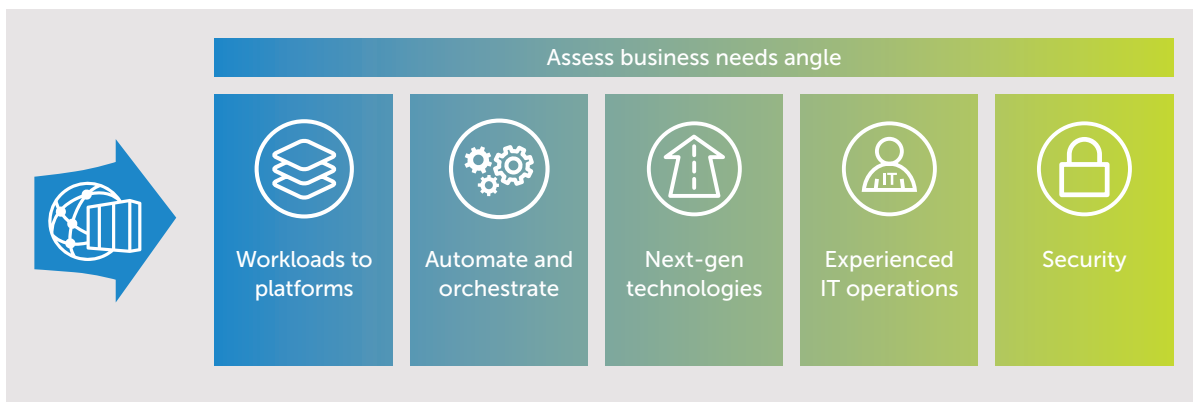 Assess business needs angle
Workloads to
platforms
Automate and
orchestrate
Next-gen
technologies
IT
Experienced
IT operations
Security